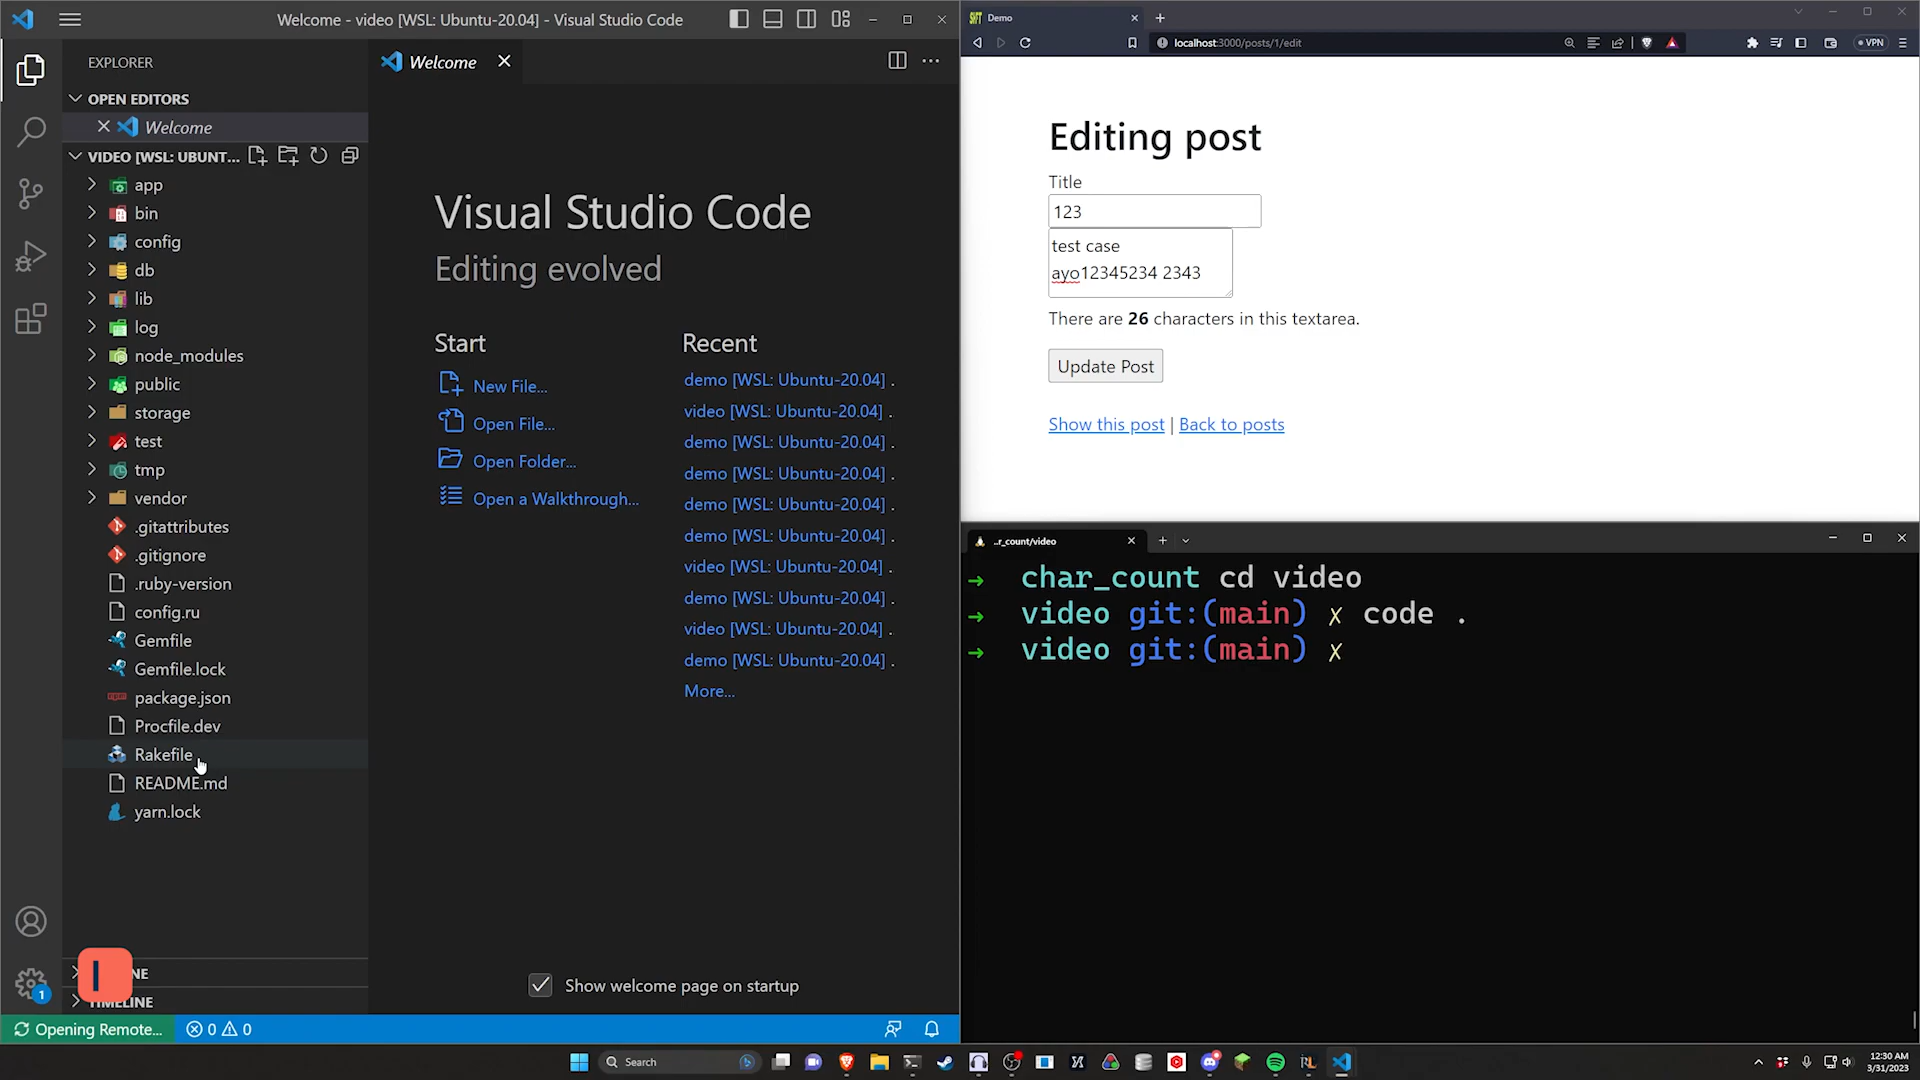 Welcome - video [WSL: Ubuntu-20.04] - Visual Studio Code
EXPLORER
OPEN EDITORS
Welcome
VIDEO [WSL: UBUNT...
app
bin
config
db
lib
log
node_modules
public
storage
test
tmp
vendor
.gitattributes
.gitignore
.ruby-version
config.ru
Gemfile
Gemfile.lock
package.json
Procfile.dev
Rakefile
README.md
yarn.lock
NE
TIMELINE
1
Opening Remote...
0 0
Welcome
Visual Studio Code
Editing evolved
Start
New File...
Open File...
Open Folder...
Open a Walkthrough...
Recent
demo [WSL: Ubuntu-20.04] .
video [WSL: Ubuntu-20.04] .
demo [WSL: Ubuntu-20.04] .
demo [WSL: Ubuntu-20.04] .
demo [WSL: Ubuntu-20.04] .
demo [WSL: Ubuntu-20.04] .
video [WSL: Ubuntu-20.04] .
demo [WSL: Ubuntu-20.04] .
video [WSL: Ubuntu-20.04] .
demo [WSL: Ubuntu-20.04] .
More...
Show welcome page on startup
Demo
localhost:3000/posts/1/edit
VPN
Editing post
Title
123
test case
ayo12345234 2343
There are 26 characters in this textarea.
Update Post
Show this post | Back to posts
..r_count/video
→ char_count cd video
→ video git:(main) ✗ code .
→ video git:(main) ✗
Search
12:30 AM
3/31/2023